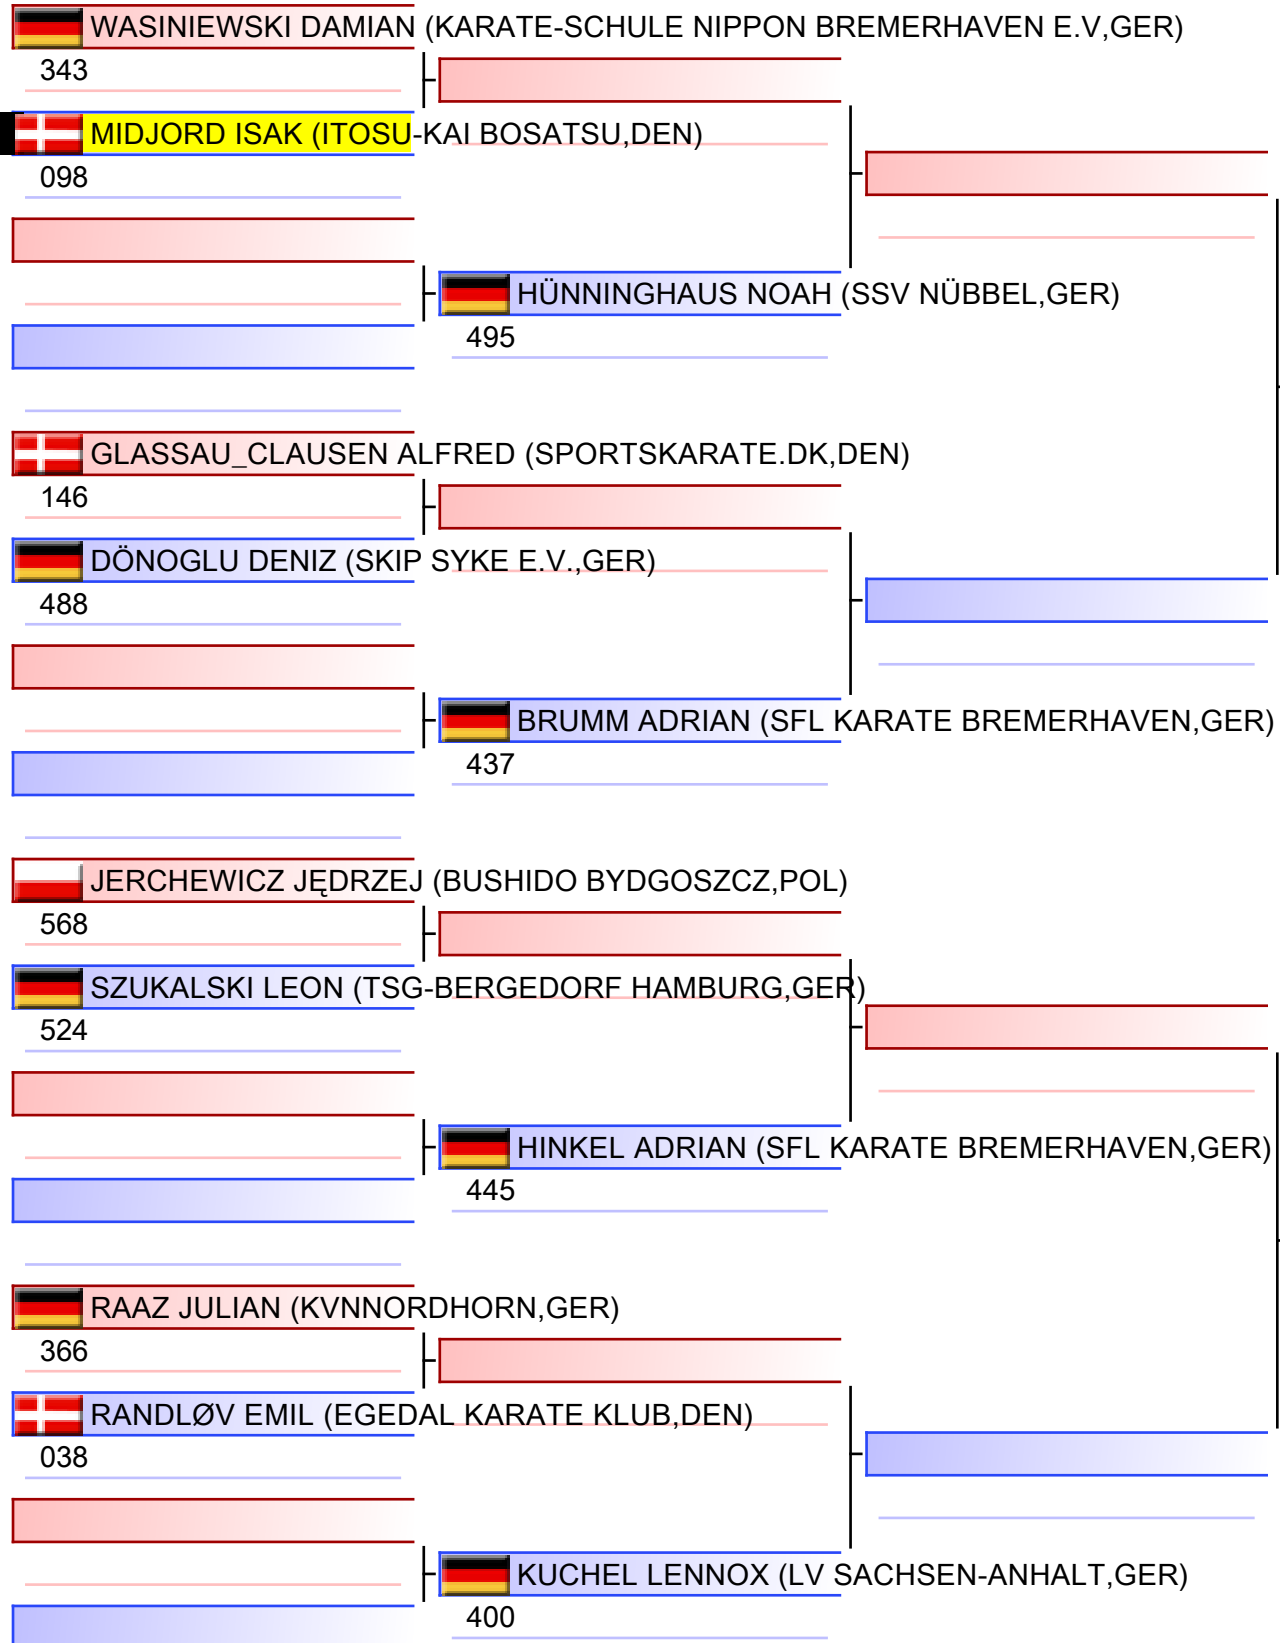 WASINIEWSKI DAMIAN (KARATE-SCHULE NIPPON BREMERHAVEN E.V,GER)
343
MIDJORD ISAK (ITOSU-KAI BOSATSU,DEN)
098
HÜNNINGHAUS NOAH (SSV NÜBBEL,GER)
495
GLASSAU_CLAUSEN ALFRED (SPORTSKARATE.DK,DEN)
146
DÖNOGLU DENIZ (SKIP SYKE E.V.,GER)
488
BRUMM ADRIAN (SFL KARATE BREMERHAVEN,GER)
437
JERCHEWICZ JĘDRZEJ (BUSHIDO BYDGOSZCZ,POL)
568
SZUKALSKI LEON (TSG-BERGEDORF HAMBURG,GER)
524
HINKEL ADRIAN (SFL KARATE BREMERHAVEN,GER)
445
RAAZ JULIAN (KVNNORDHORN,GER)
366
RANDLØV EMIL (EGEDAL KARATE KLUB,DEN)
038
KUCHEL LENNOX (LV SACHSEN-ANHALT,GER)
400